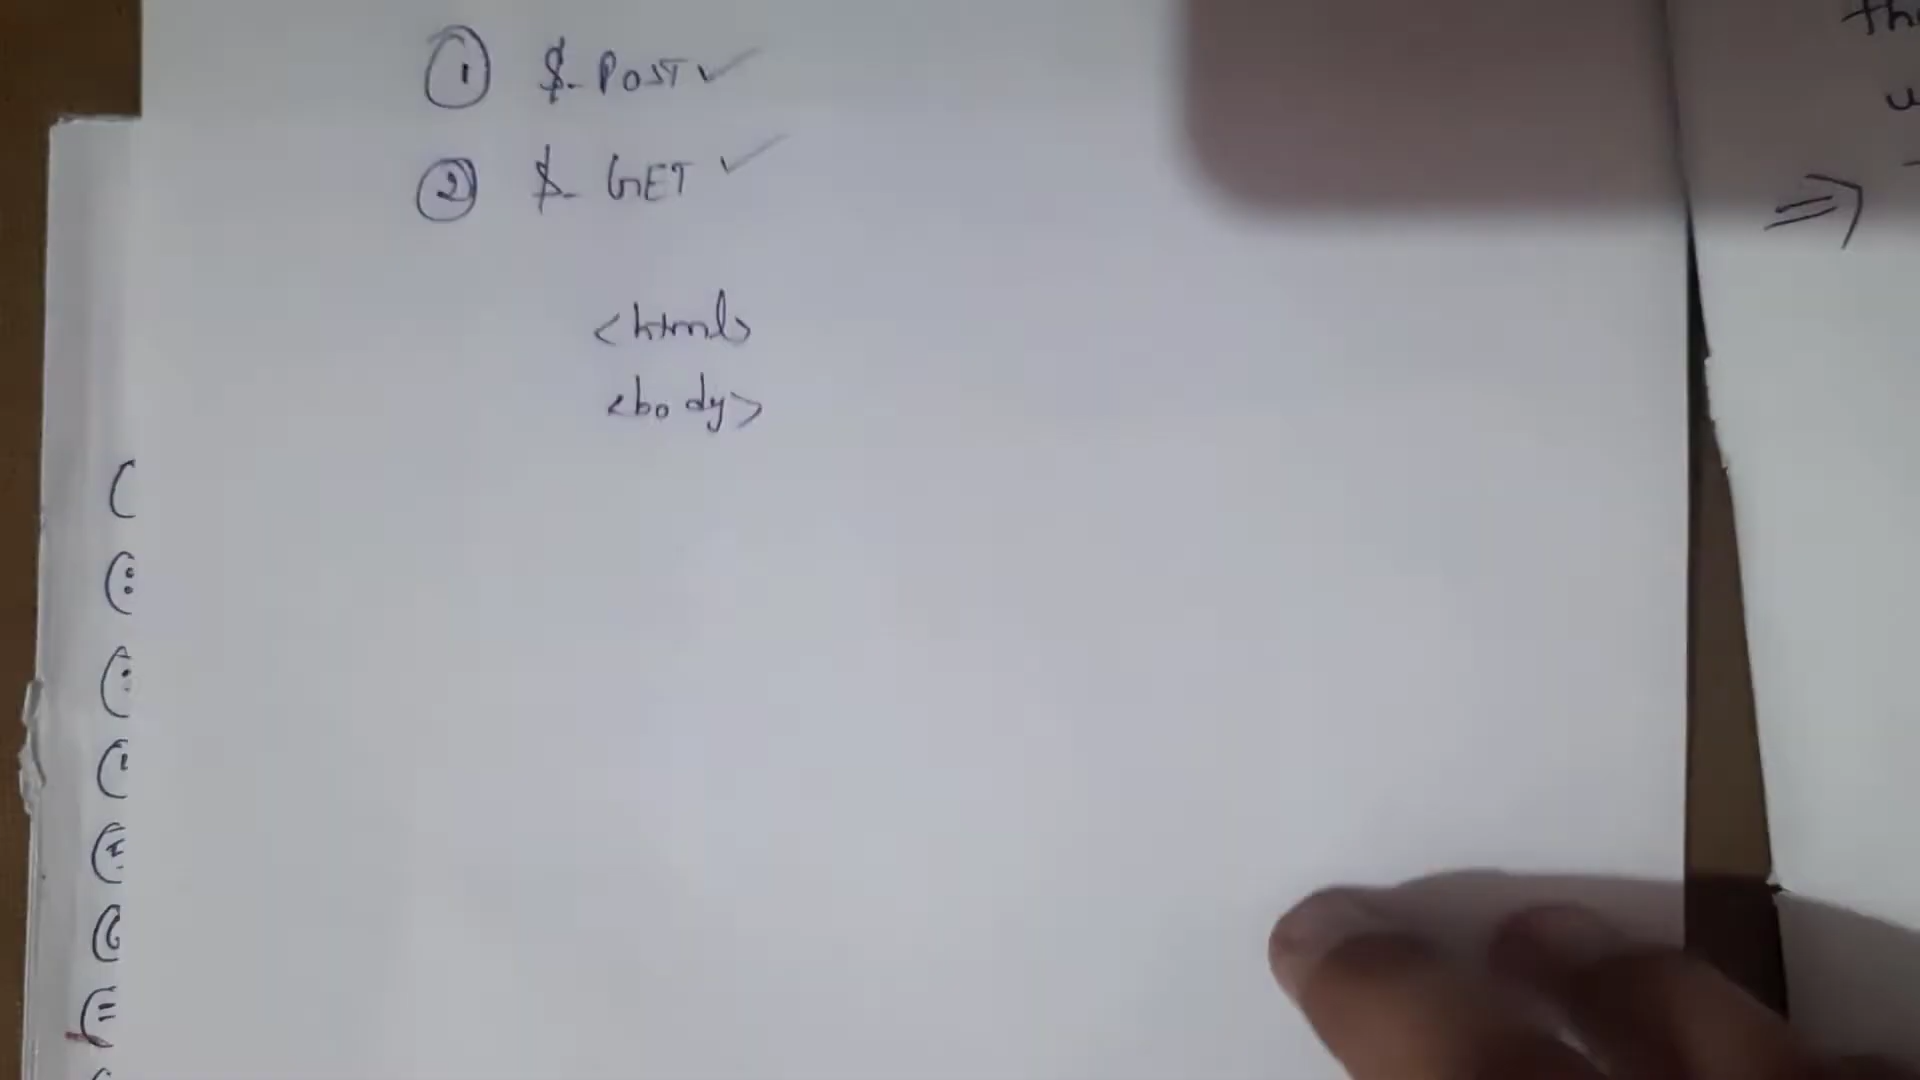 ① $_POST ✓
② $_GET ✓
<html>
<body>
⇒